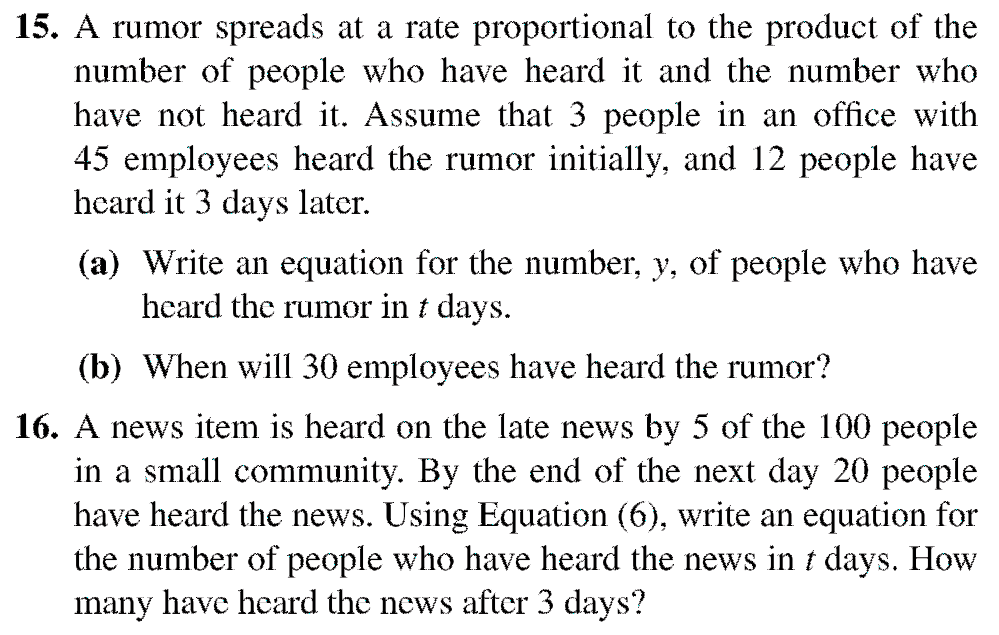 15. A rumor spreads at a rate proportional to the product of the
number of people who have heard it and the number who
have not heard it. Assume that 3 people in an office with
45 employees heard the rumor initially, and 12 people have
heard it 3 days later.
(a) Write an equation for the number, y, of people who have
heard the rumor in t days.
(b) When will 30 employees have heard the rumor?
16. A news item is heard on the late news by 5 of the 100 people
in a small community. By the end of the next day 20 people
have heard the news. Using Equation (6), write an equation for
the number of people who have heard the news in t days. How
many have heard the news after 3 days?